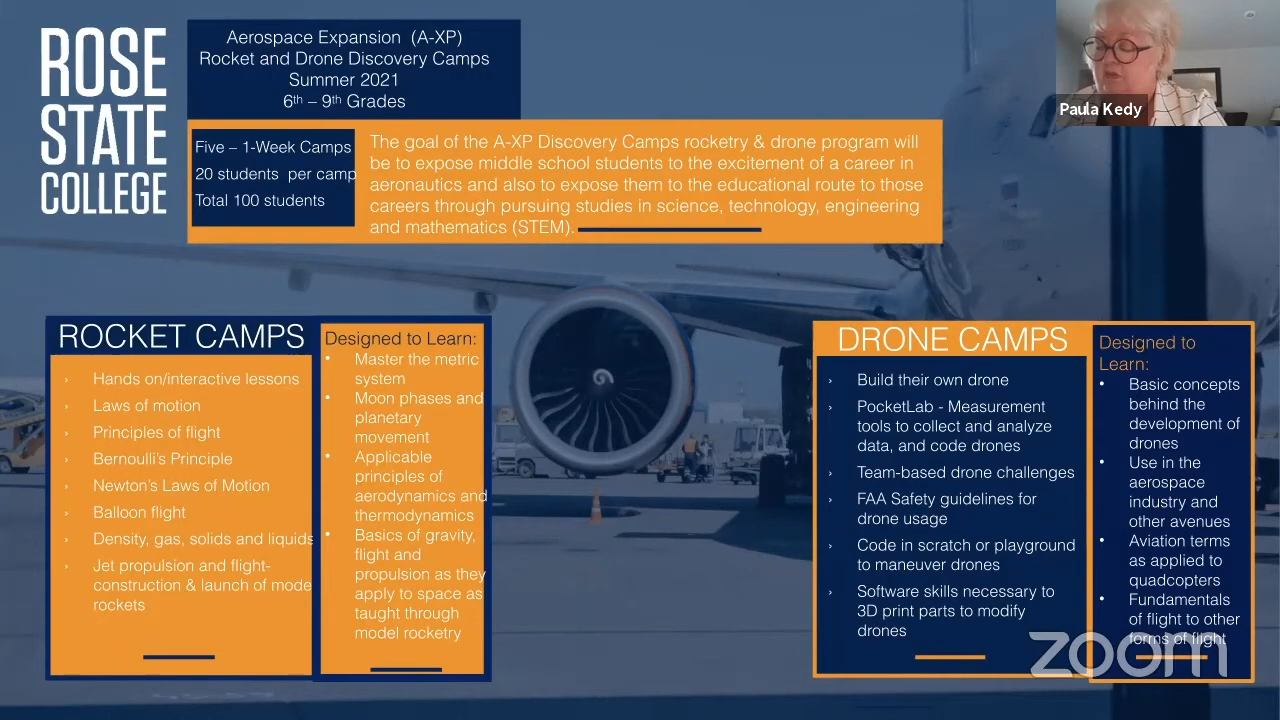 ROSE
STATE
COLLEGE
Aerospace Expansion (A-XP)
Rocket and Drone Discovery Camps
Summer 2021
6th – 9th Grades
Paula Kedy
Five – 1-Week Camps
20 students per camp
Total 100 students
The goal of the A-XP Discovery Camps rocketry & drone program will
be to expose middle school students to the excitement of a career in
aeronautics and also to expose them to the educational route to those
careers through pursuing studies in science, technology, engineering
and mathematics (STEM).
ROCKET CAMPS
› Hands on/interactive lessons
› Laws of motion
› Principles of flight
› Bernoulli's Principle
› Newton's Laws of Motion
› Balloon flight
› Density, gas, solids and liquids
› Jet propulsion and flight-
construction & launch of mode
rockets
Designed to Learn:
• Master the metric
system
• Moon phases and
planetary
movement
• Applicable
principles of
aerodynamics and
thermodynamics
• Basics of gravity,
flight and
propulsion as they
apply to space as
taught through
model rocketry
DRONE CAMPS
› Build their own drone
› PocketLab - Measurement
tools to collect and analyze
data, and code drones
› Team-based drone challenges
› FAA Safety guidelines for
drone usage
› Code in scratch or playground
to maneuver drones
› Software skills necessary to
3D print parts to modify
drones
Designed to
Learn:
• Basic concepts
behind the
development of
drones
• Use in the
aerospace
industry and
other avenues
• Aviation terms
as applied to
quadcopters
• Fundamentals
of flight to other
forms of flight
zoom